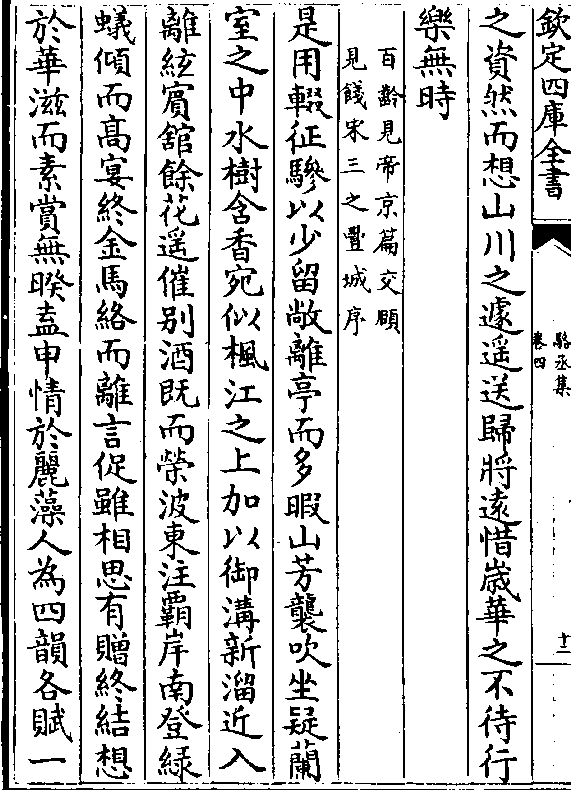 欽定四庫全書
駱丞集
卷四
十二
之資然而想山川之遽遥送歸將遠惜歳華之不待行
樂無時
百齡見帝京篇交頤
見餞宋三之豐城序
是用輟征驂以少留敞離亭而多暇山芳襲吹坐疑蘭
室之中水樹含香宛似楓江之上加以御溝新溜近入
離絃賓舘餘花遥催别酒既而榮波東注霸岸南登緑
蟻傾而髙宴終金馬絡而離言促雖相思有贈終結想
於華滋而素賞無暌盍申情於麗藻人為四韻各賦一